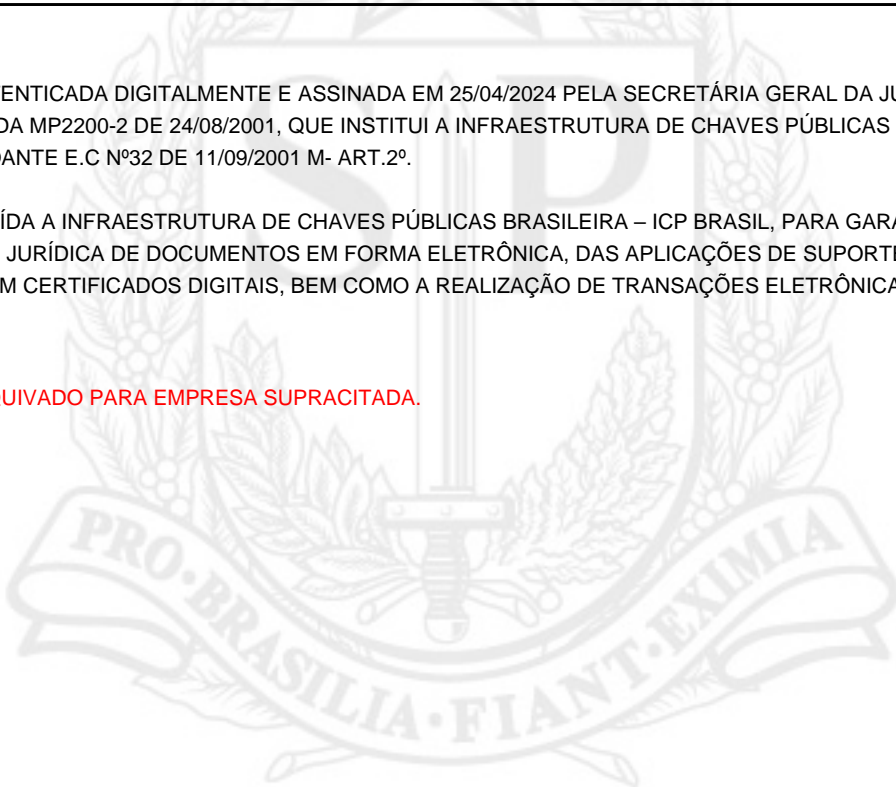 ENTICADA DIGITALMENTE E ASSINADA EM 25/04/2024 PELA SECRETÁRIA GERAL DA JU
DA MP2200-2 DE 24/08/2001, QUE INSTITUI A INFRAESTRUTURA DE CHAVES PÚBLICAS
DANTE E.C Nº32 DE 11/09/2001 M- ART.2º.
ÍDA A INFRAESTRUTURA DE CHAVES PÚBLICAS BRASILEIRA – ICP BRASIL, PARA GARA
JURÍDICA DE DOCUMENTOS EM FORMA ELETRÔNICA, DAS APLICAÇÕES DE SUPORTE
M CERTIFICADOS DIGITAIS, BEM COMO A REALIZAÇÃO DE TRANSAÇÕES ELETRÔNICA
UIVADO PARA EMPRESA SUPRACITADA.
SP
PRO·BRASILIA·FIANT·EXIMIA